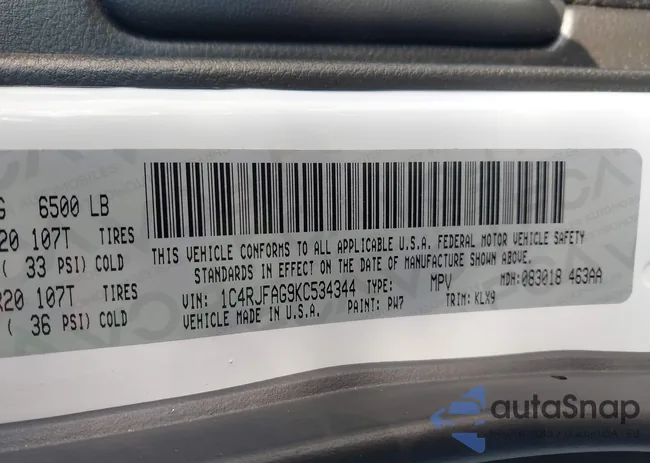 G 6500 LB
20 107T TIRES
( 33 PSI) COLD
R20 107T TIRES
( 36 PSI) COLD
THIS VEHICLE CONFORMS TO ALL APPLICABLE U.S.A. FEDERAL MOTOR VEHICLE SAFETY
STANDARDS IN EFFECT ON THE DATE OF MANUFACTURE SHOWN ABOVE.
VIN: 1C4RJFAG9KC534344 TYPE: MPV MDH: 083018 463AA
VEHICLE MADE IN U.S.A. PAINT: PW7 TRIM: KLX9
autaSnap